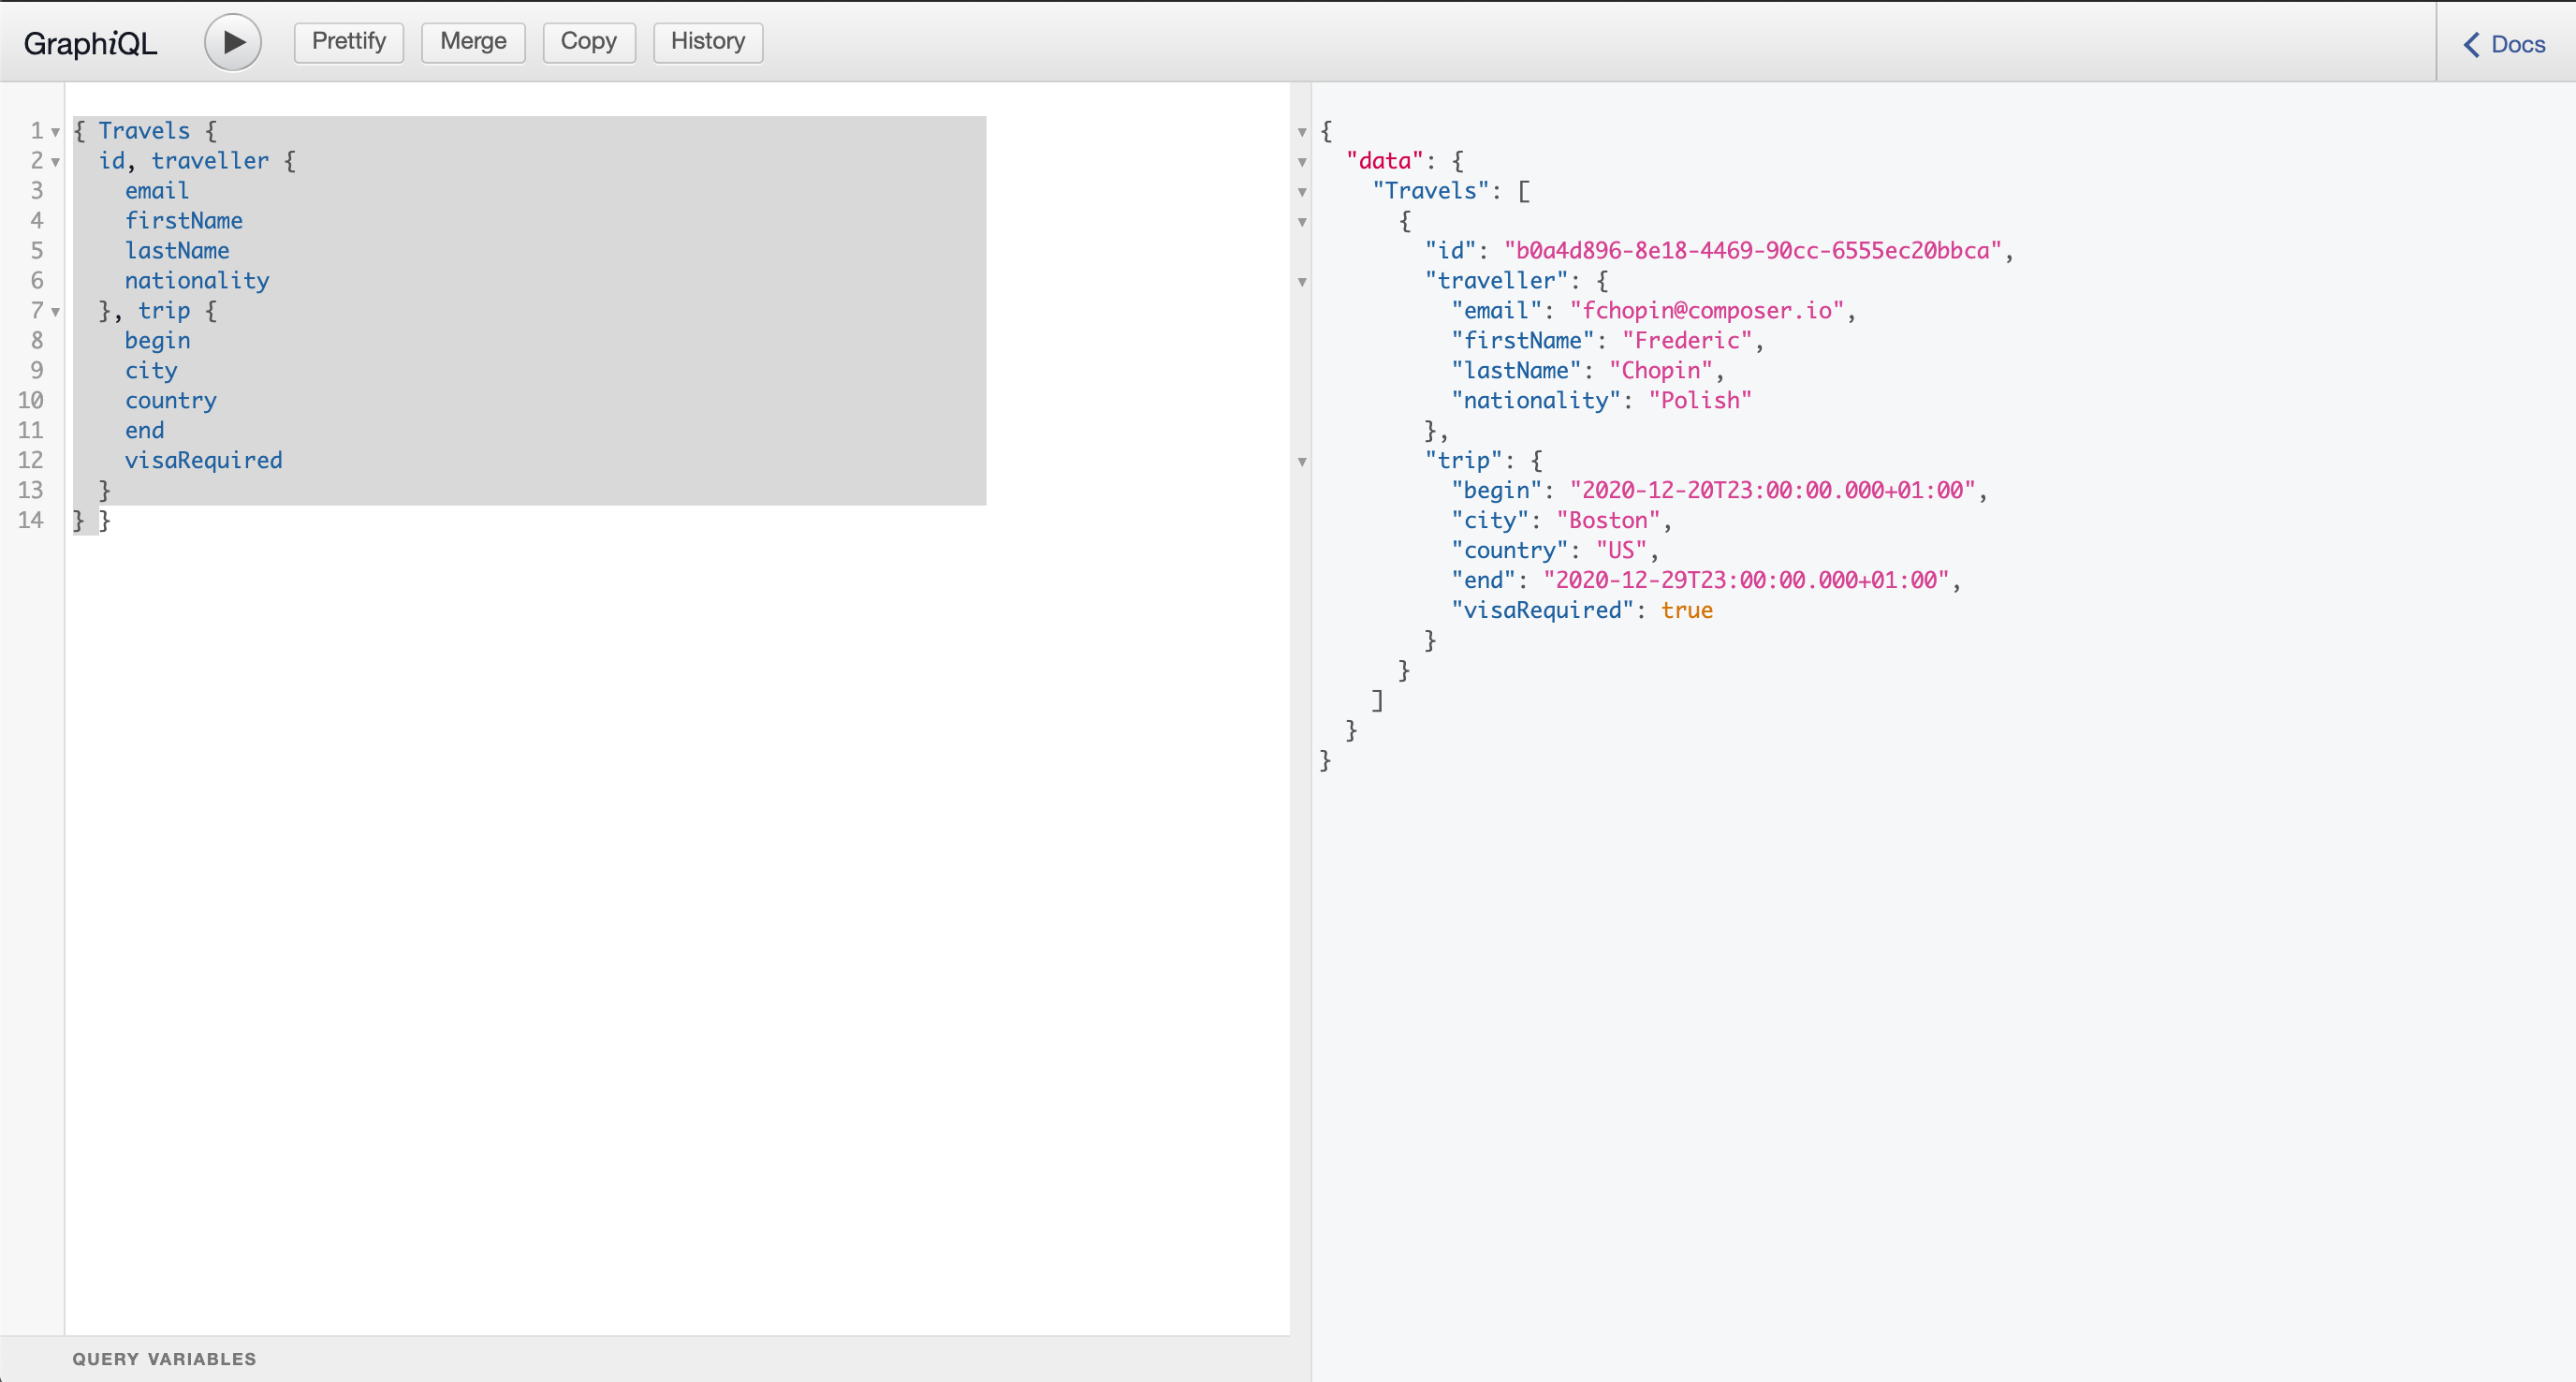 GraphiQL Prettify Merge Copy History Docs
1 { Travels {
2   id, traveller {
3     email
4     firstName
5     lastName
6     nationality
7   }, trip {
8     begin
9     city
10     country
11     end
12     visaRequired
13   }
14 } }
QUERY VARIABLES
{
  "data": {
    "Travels": [
      {
        "id": "b0a4d896-8e18-4469-90cc-6555ec20bbca",
        "traveller": {
          "email": "fchopin@composer.io",
          "firstName": "Frederic",
          "lastName": "Chopin",
          "nationality": "Polish"
        },
        "trip": {
          "begin": "2020-12-20T23:00:00.000+01:00",
          "city": "Boston",
          "country": "US",
          "end": "2020-12-29T23:00:00.000+01:00",
          "visaRequired": true
        }
      }
    ]
  }
}